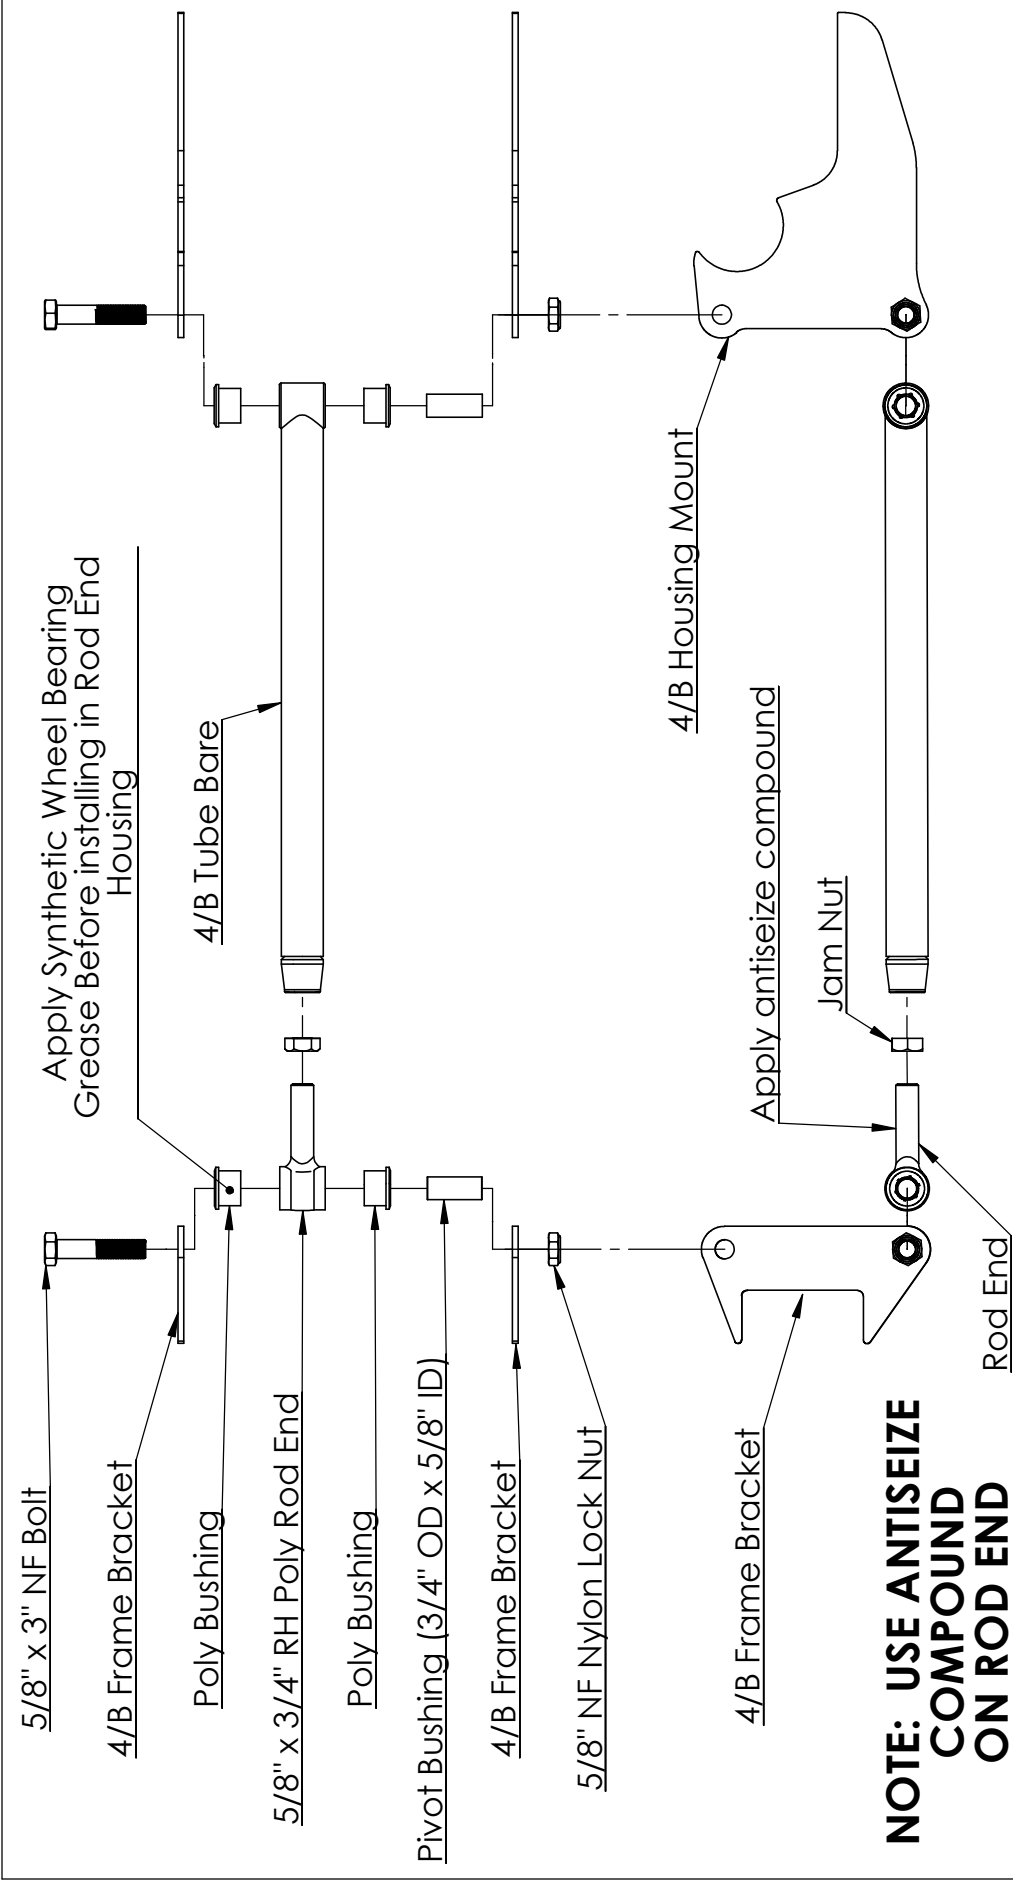 5/8" x 3" NF Bolt
4/B Frame Bracket
Poly Bushing
5/8" x 3/4" RH Poly Rod End
Poly Bushing
Pivot Bushing (3/4" OD x 5/8" ID)
4/B Frame Bracket
5/8" NF Nylon Lock Nut
4/B Frame Bracket
NOTE: USE ANTISEIZE
COMPOUND
ON ROD END
Apply Synthetic Wheel Bearing
Grease Before installing in Rod End
Housing
4/B Tube Bare
4/B Housing Mount
Apply antiseize compound
Jam Nut
Rod End